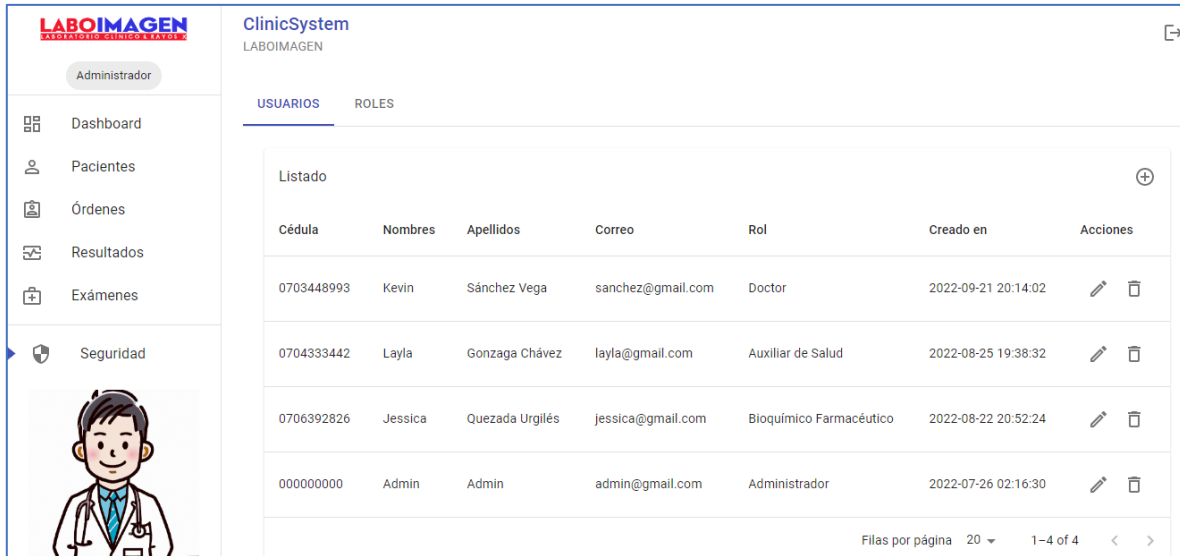 LABOIMAGEN
LABORATORIO CLINICO & RAYOS X
Administrador
Dashboard
Pacientes
Órdenes
Resultados
Exámenes
Seguridad
ClinicSystem
LABOIMAGEN
USUARIOS ROLES
Listado
Cédula Nombres Apellidos Correo Rol Creado en Acciones
0703448993 Kevin Sánchez Vega sanchez@gmail.com Doctor 2022-09-21 20:14:02
0704333442 Layla Gonzaga Chávez layla@gmail.com Auxiliar de Salud 2022-08-25 19:38:32
0706392826 Jessica Quezada Urgilés jessica@gmail.com Bioquímico Farmacéutico 2022-08-22 20:52:24
000000000 Admin Admin admin@gmail.com Administrador 2022-07-26 02:16:30
Filas por página 20 1–4 of 4